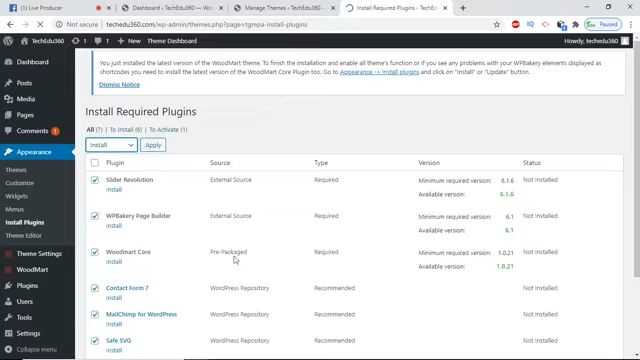 Live Producer
Dashboard ‹ TechEdu360 — Wo
Manage Themes ‹ TechEdu360 —
Install Required Plugins ‹ TechEd
Not secure | techedu360.com/wp-admin/themes.php?page=tgmpa-install-plugins
Paused
TechEdu360 1 + New Theme Dashboard
Howdy, techedu360
Dashboard
Posts
Media
Pages
Comments 1
Appearance
Themes
Customize
Widgets
Menus
Install Plugins
Theme Editor
Theme Settings
WoodMart
Plugins
Users
Tools
Settings
Collapse menu
You just installed the latest version of the WoodMart theme. To finish the installation and enable all theme's function or if you see any problems with your WPBakery elements displayed as
shortcodes you need to install the latest version of the WoodMart Core Plugin too. Go to Appearance -> Install plugins and click on "Install" or "Update" button.
Dismiss Notice
Install Required Plugins
All (7) | To Install (6) | To Activate (1)
Install Apply
Plugin Source Type Version Status
Slider Revolution External Source Required Minimum required version: 6.1.6 Not Installed
Install Available version: 6.1.6
WPBakery Page Builder External Source Required Minimum required version: 6.1 Not Installed
Install Available version: 6.1
Woodmart Core Pre-Packaged Required Minimum required version: 1.0.21 Not Installed
Install Available version: 1.0.21
Contact Form 7 WordPress Repository Recommended Not Installed
Install
MailChimp for WordPress WordPress Repository Recommended Not Installed
Install
Safe SVG WordPress Repository Recommended Not Installed
Install